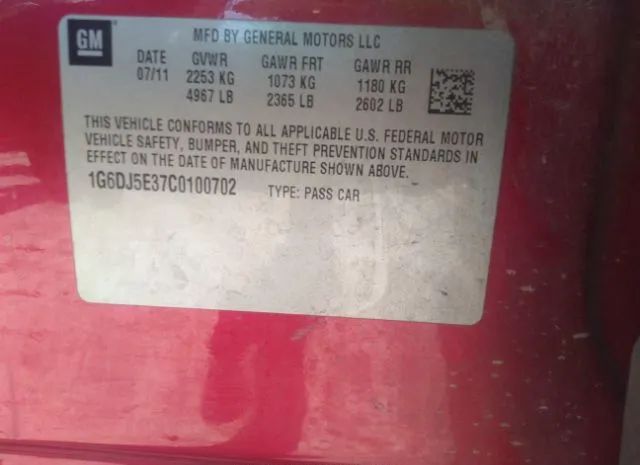 GM
MFD BY GENERAL MOTORS LLC
DATE GVWR GAWR FRT GAWR RR
07/11 2253 KG 1073 KG 1180 KG
4967 LB 2365 LB 2602 LB
THIS VEHICLE CONFORMS TO ALL APPLICABLE U.S. FEDERAL MOTOR
VEHICLE SAFETY, BUMPER, AND THEFT PREVENTION STANDARDS IN
EFFECT ON THE DATE OF MANUFACTURE SHOWN ABOVE.
1G6DJ5E37C0100702 TYPE: PASS CAR